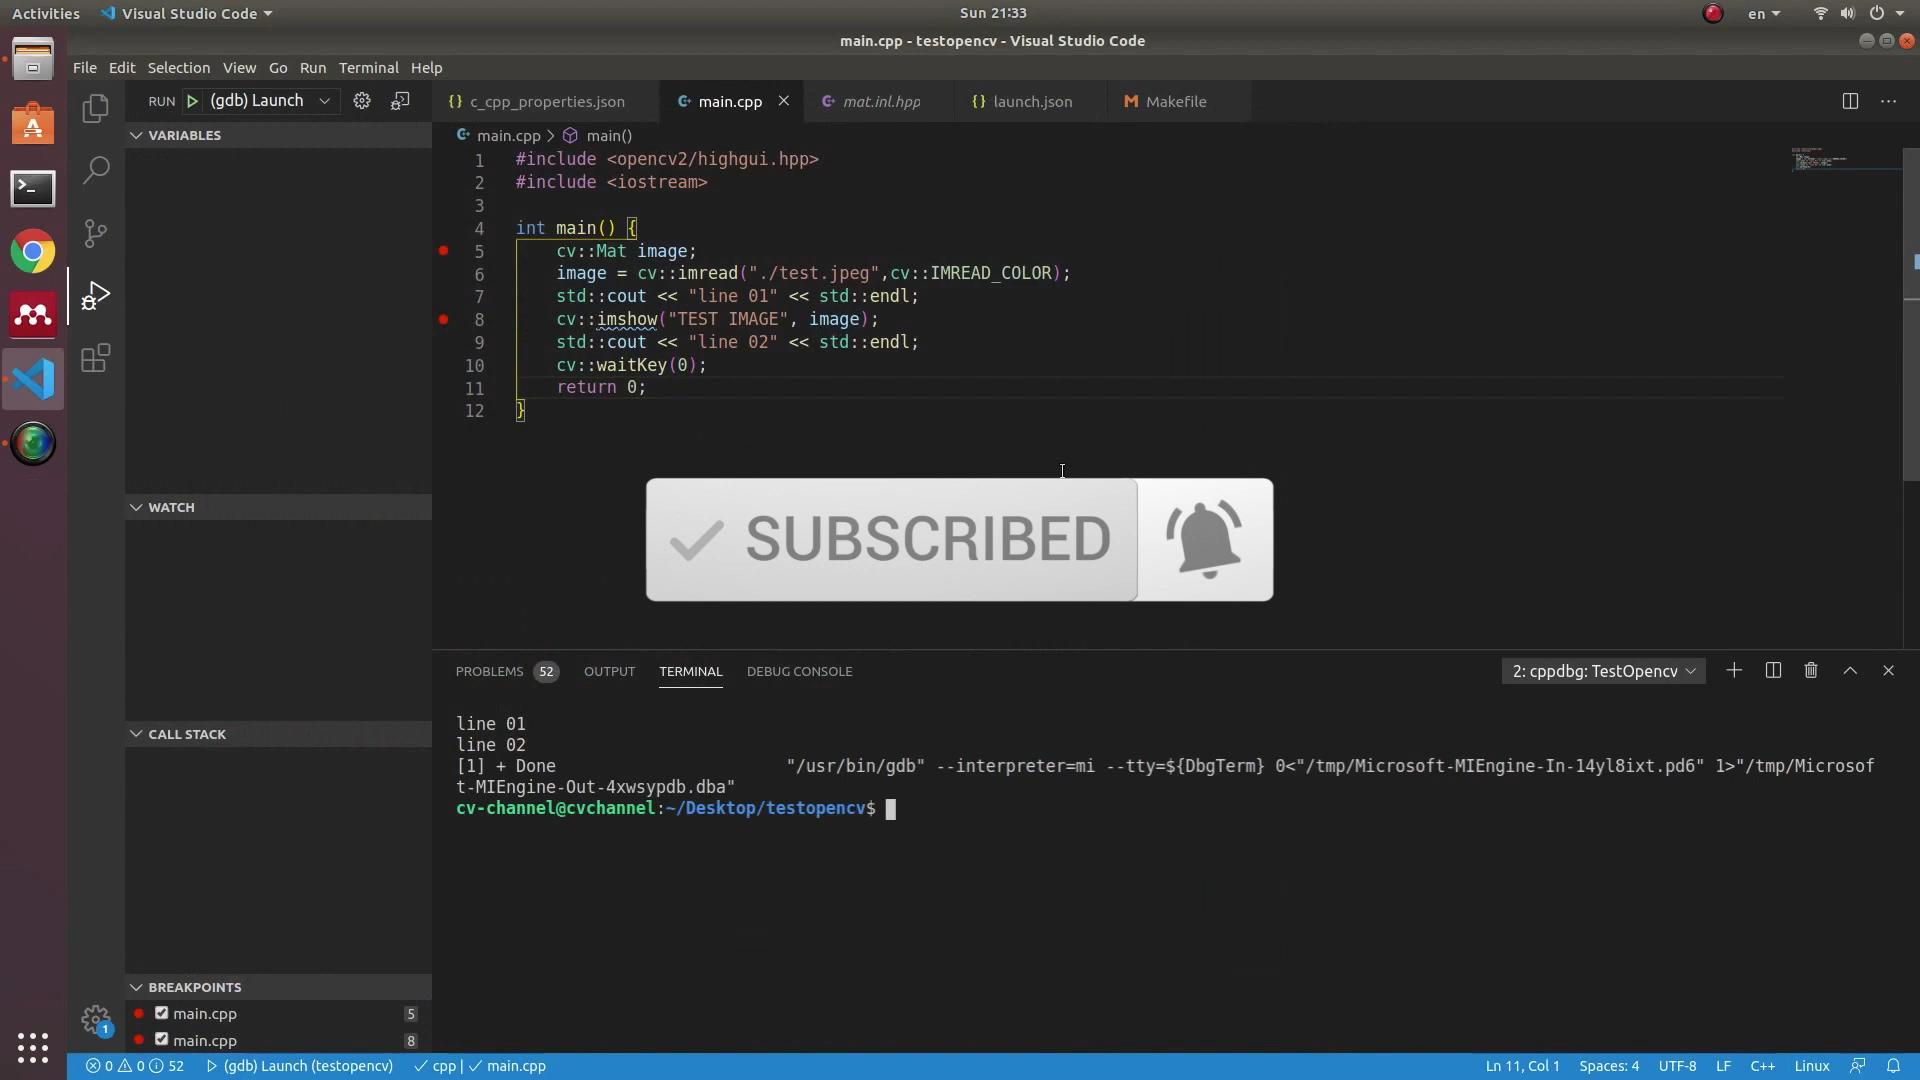 Activities Visual Studio Code Sun 21:33 en
main.cpp - testopencv - Visual Studio Code
File Edit Selection View Go Run Terminal Help
RUN (gdb) Launch {} c_cpp_properties.json main.cpp mat.inl.hpp {} launch.json Makefile
VARIABLES
main.cpp > main()
1 #include <opencv2/highgui.hpp>
2 #include <iostream>
3
4 int main() {
5 cv::Mat image;
6 image = cv::imread("./test.jpeg",cv::IMREAD_COLOR);
7 std::cout << "line 01" << std::endl;
8 cv::imshow("TEST IMAGE", image);
9 std::cout << "line 02" << std::endl;
10 cv::waitKey(0);
11 return 0;
12 }
WATCH
SUBSCRIBED
PROBLEMS 52 OUTPUT TERMINAL DEBUG CONSOLE 2: cppdbg: TestOpencv
CALL STACK
line 01
line 02
[1] + Done "/usr/bin/gdb" --interpreter=mi --tty=${DbgTerm} 0<"/tmp/Microsoft-MIEngine-In-14yl8ixt.pd6" 1>"/tmp/Microsof
t-MIEngine-Out-4xwsypdb.dba"
cv-channel@cvchannel:~/Desktop/testopencv$
BREAKPOINTS
main.cpp 5
main.cpp 8
1
0 0 52 (gdb) Launch (testopencv) cpp | main.cpp Ln 11, Col 1 Spaces: 4 UTF-8 LF C++ Linux